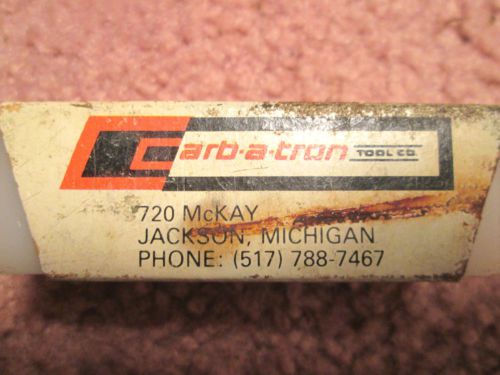 Carb-a-tron TOOL CO.
720 McKAY
JACKSON, MICHIGAN
PHONE: (517) 788-7467